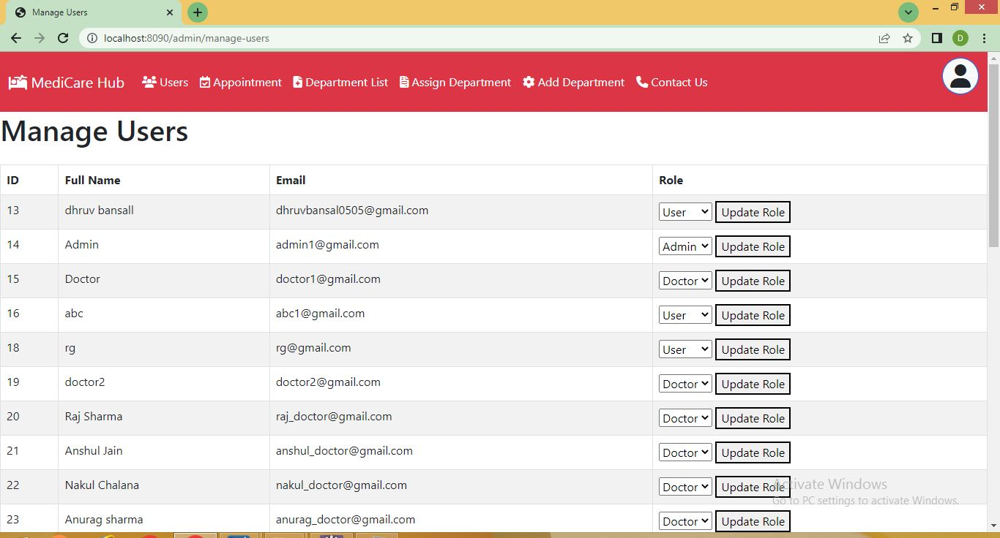 Manage Users
localhost:8090/admin/manage-users
D
MediCare Hub Users Appointment Department List Assign Department Add Department Contact Us
Manage Users
ID Full Name Email Role
13 dhruv bansall dhruvbansal0505@gmail.com User Update Role
14 Admin admin1@gmail.com Admin Update Role
15 Doctor doctor1@gmail.com Doctor Update Role
16 abc abc1@gmail.com User Update Role
18 rg rg@gmail.com User Update Role
19 doctor2 doctor2@gmail.com Doctor Update Role
20 Raj Sharma raj_doctor@gmail.com Doctor Update Role
21 Anshul Jain anshul_doctor@gmail.com Doctor Update Role
22 Nakul Chalana nakul_doctor@gmail.com Doctor Update Role
Activate Windows
Go to PC settings to activate Windows.
23 Anurag sharma anurag_doctor@gmail.com Doctor Update Role